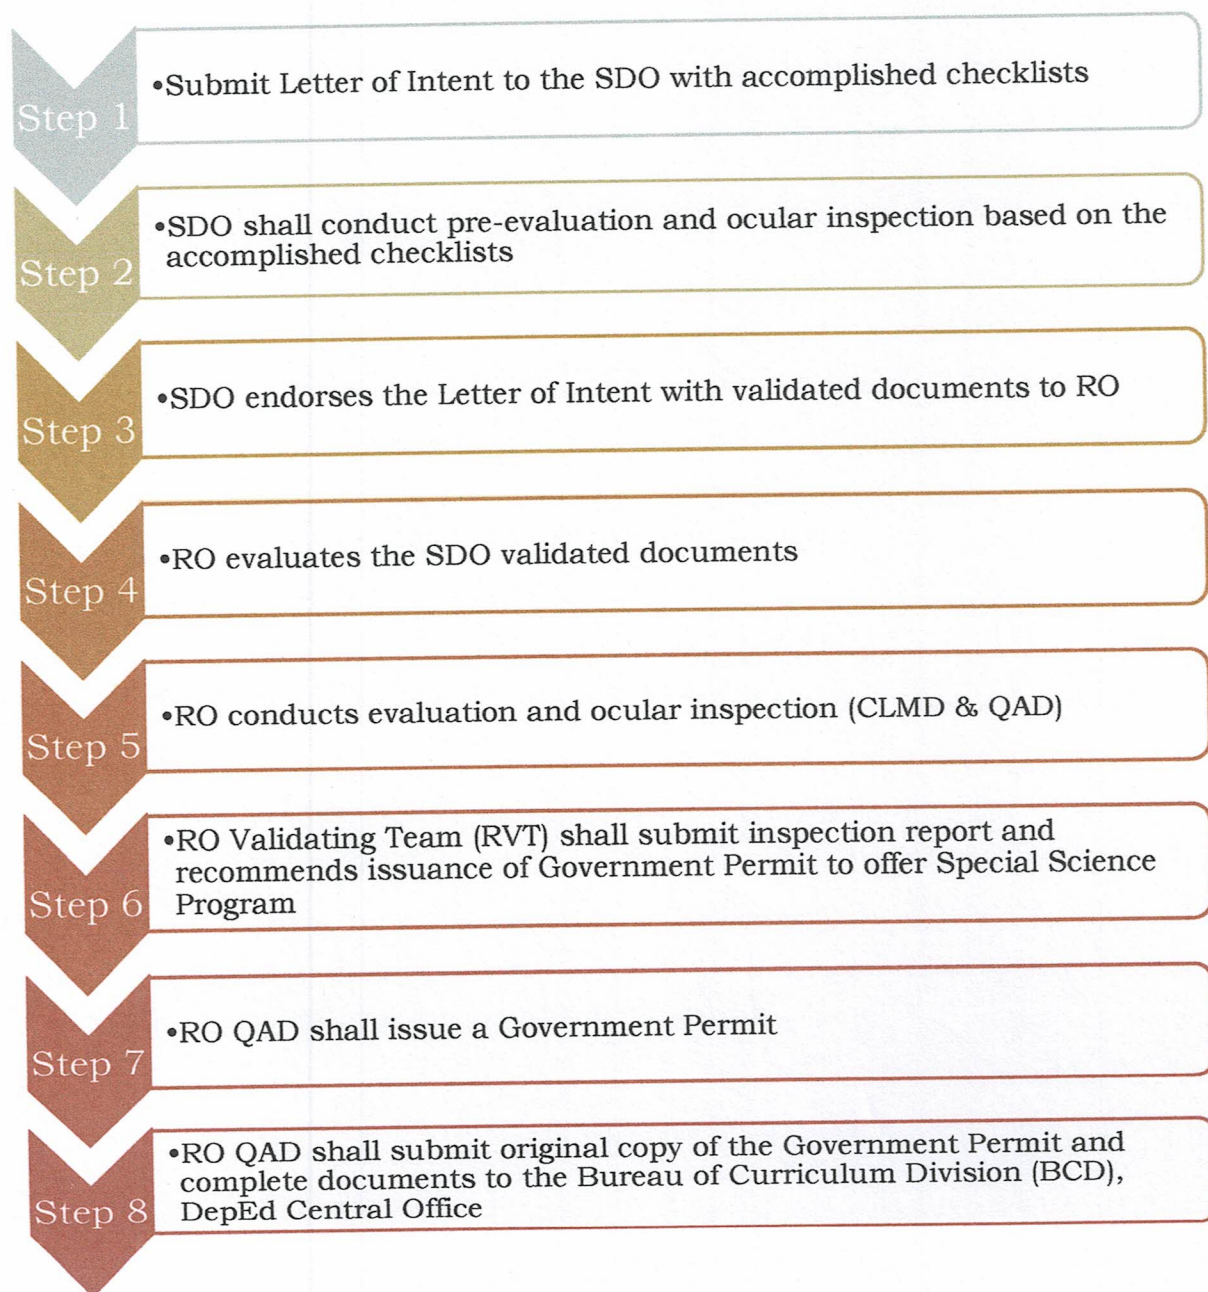 Step 1
•Submit Letter of Intent to the SDO with accomplished checklists
Step 2
•SDO shall conduct pre-evaluation and ocular inspection based on the
accomplished checklists
Step 3
•SDO endorses the Letter of Intent with validated documents to RO
Step 4
•RO evaluates the SDO validated documents
Step 5
•RO conducts evaluation and ocular inspection (CLMD & QAD)
Step 6
•RO Validating Team (RVT) shall submit inspection report and
recommends issuance of Government Permit to offer Special Science
Program
Step 7
•RO QAD shall issue a Government Permit
Step 8
•RO QAD shall submit original copy of the Government Permit and
complete documents to the Bureau of Curriculum Division (BCD),
DepEd Central Office